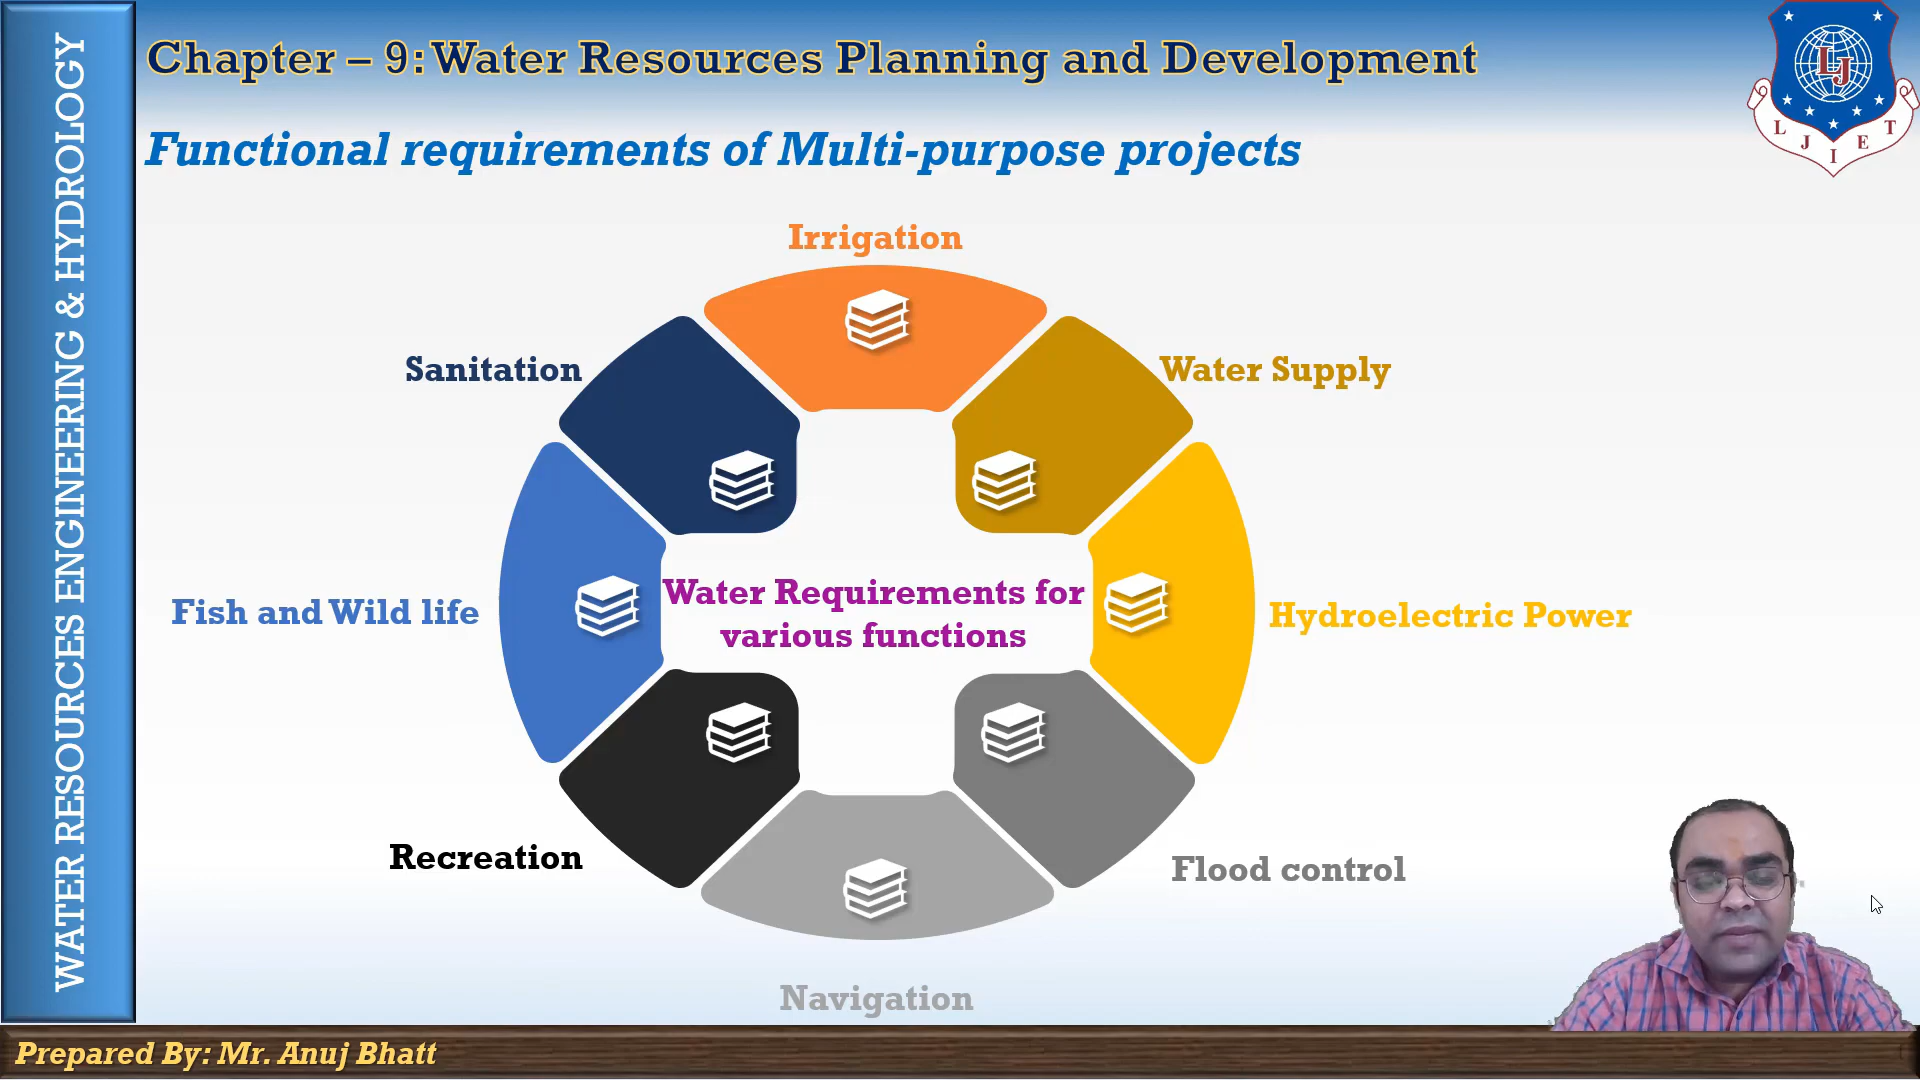 WATER RESOURCES ENGINEERING & HYDROLOGY
Chapter – 9: Water Resources Planning and Development
Functional requirements of Multi-purpose projects
LJ
L J I E T
Irrigation
Sanitation
Water Supply
Fish and Wild life
Water Requirements for
various functions
Hydroelectric Power
Recreation
Flood control
Navigation
Prepared By: Mr. Anuj Bhatt